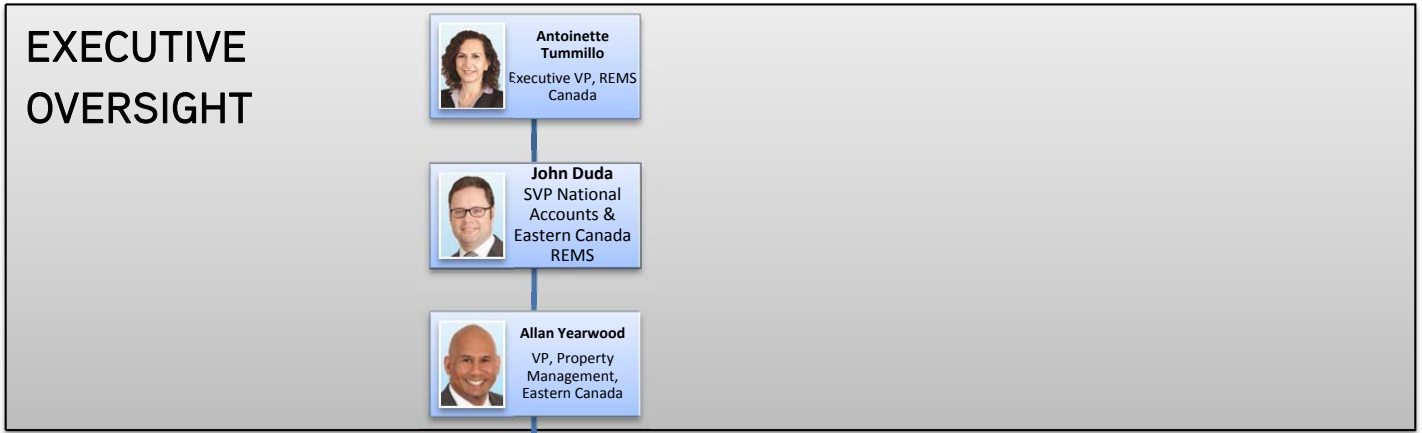 EXECUTIVE
OVERSIGHT
Antoinette
Tummillo
Executive VP, REMS
Canada
John Duda
SVP National
Accounts &
Eastern Canada
REMS
Allan Yearwood
VP, Property
Management,
Eastern Canada